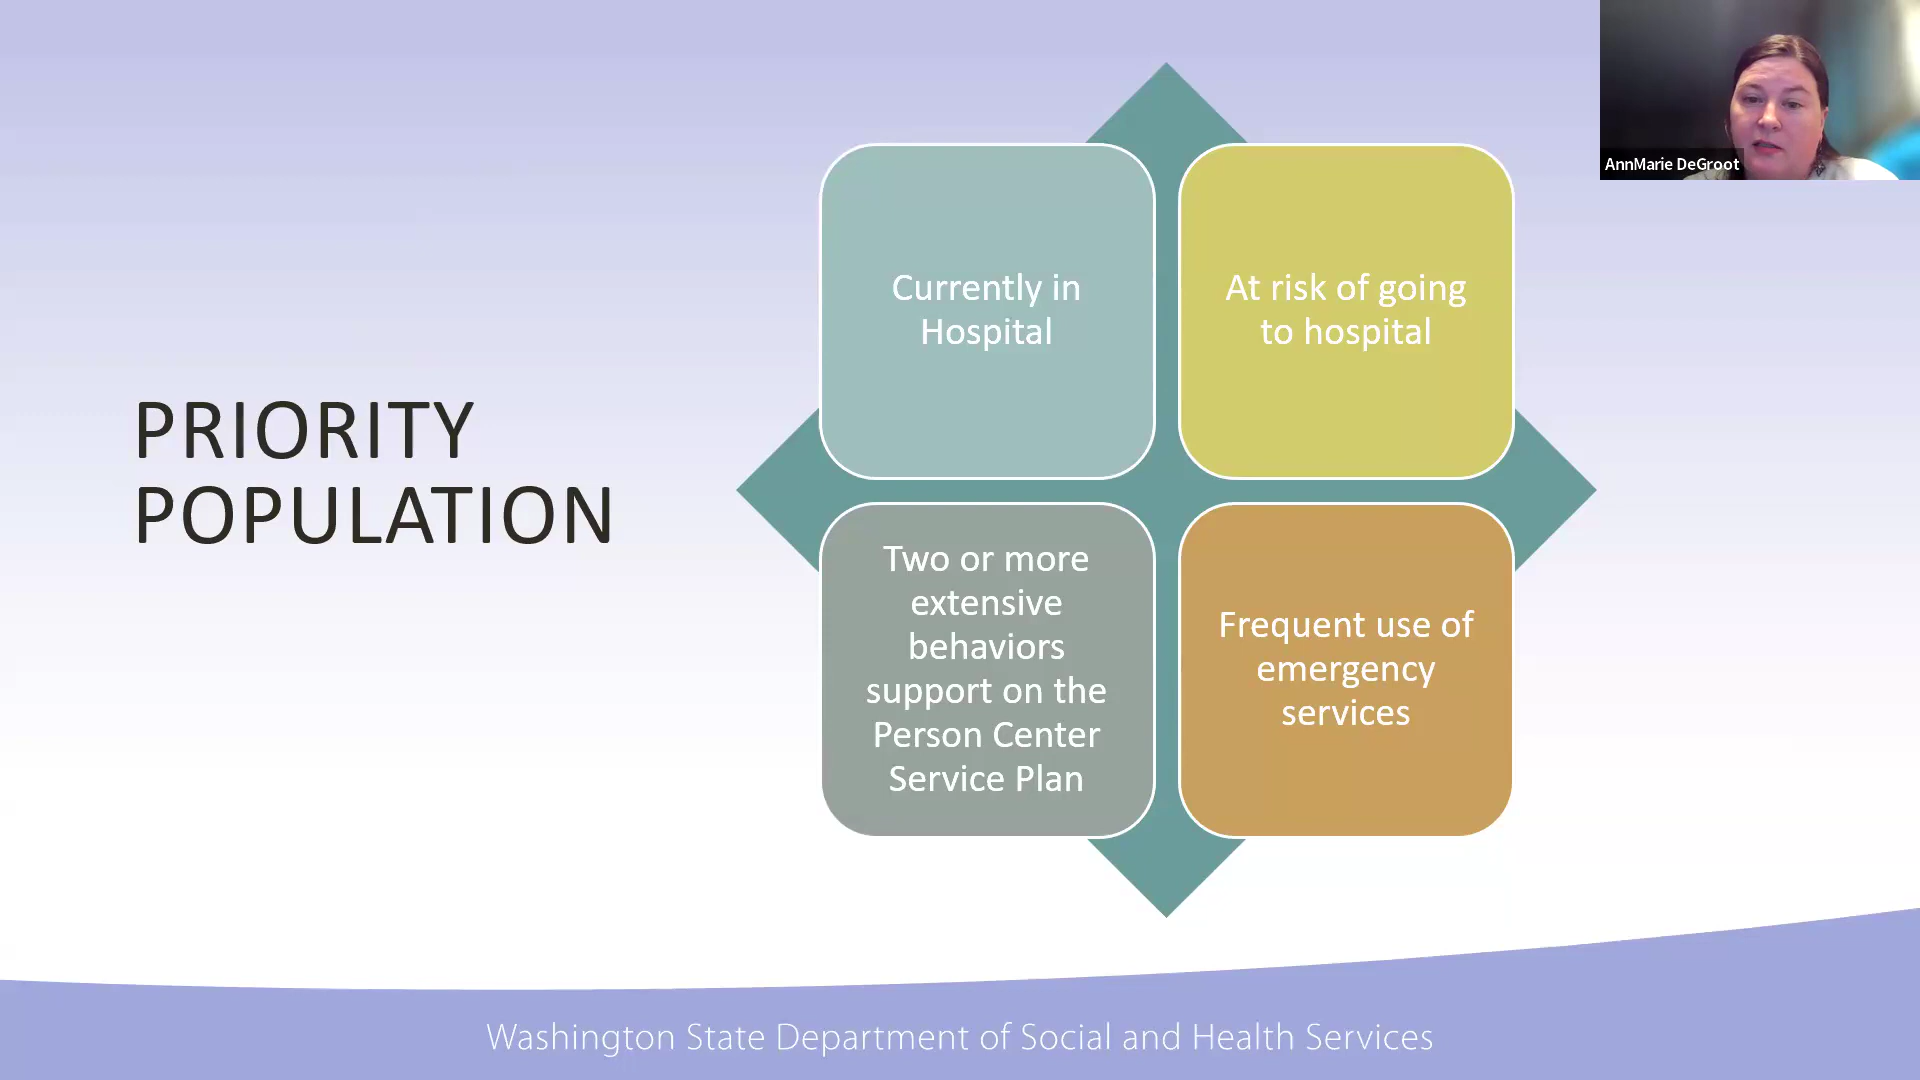 AnnMarie DeGroot
PRIORITY
POPULATION
Currently in
Hospital
At risk of going
to hospital
Two or more
extensive
behaviors
support on the
Person Center
Service Plan
Frequent use of
emergency
services
Washington State Department of Social and Health Services